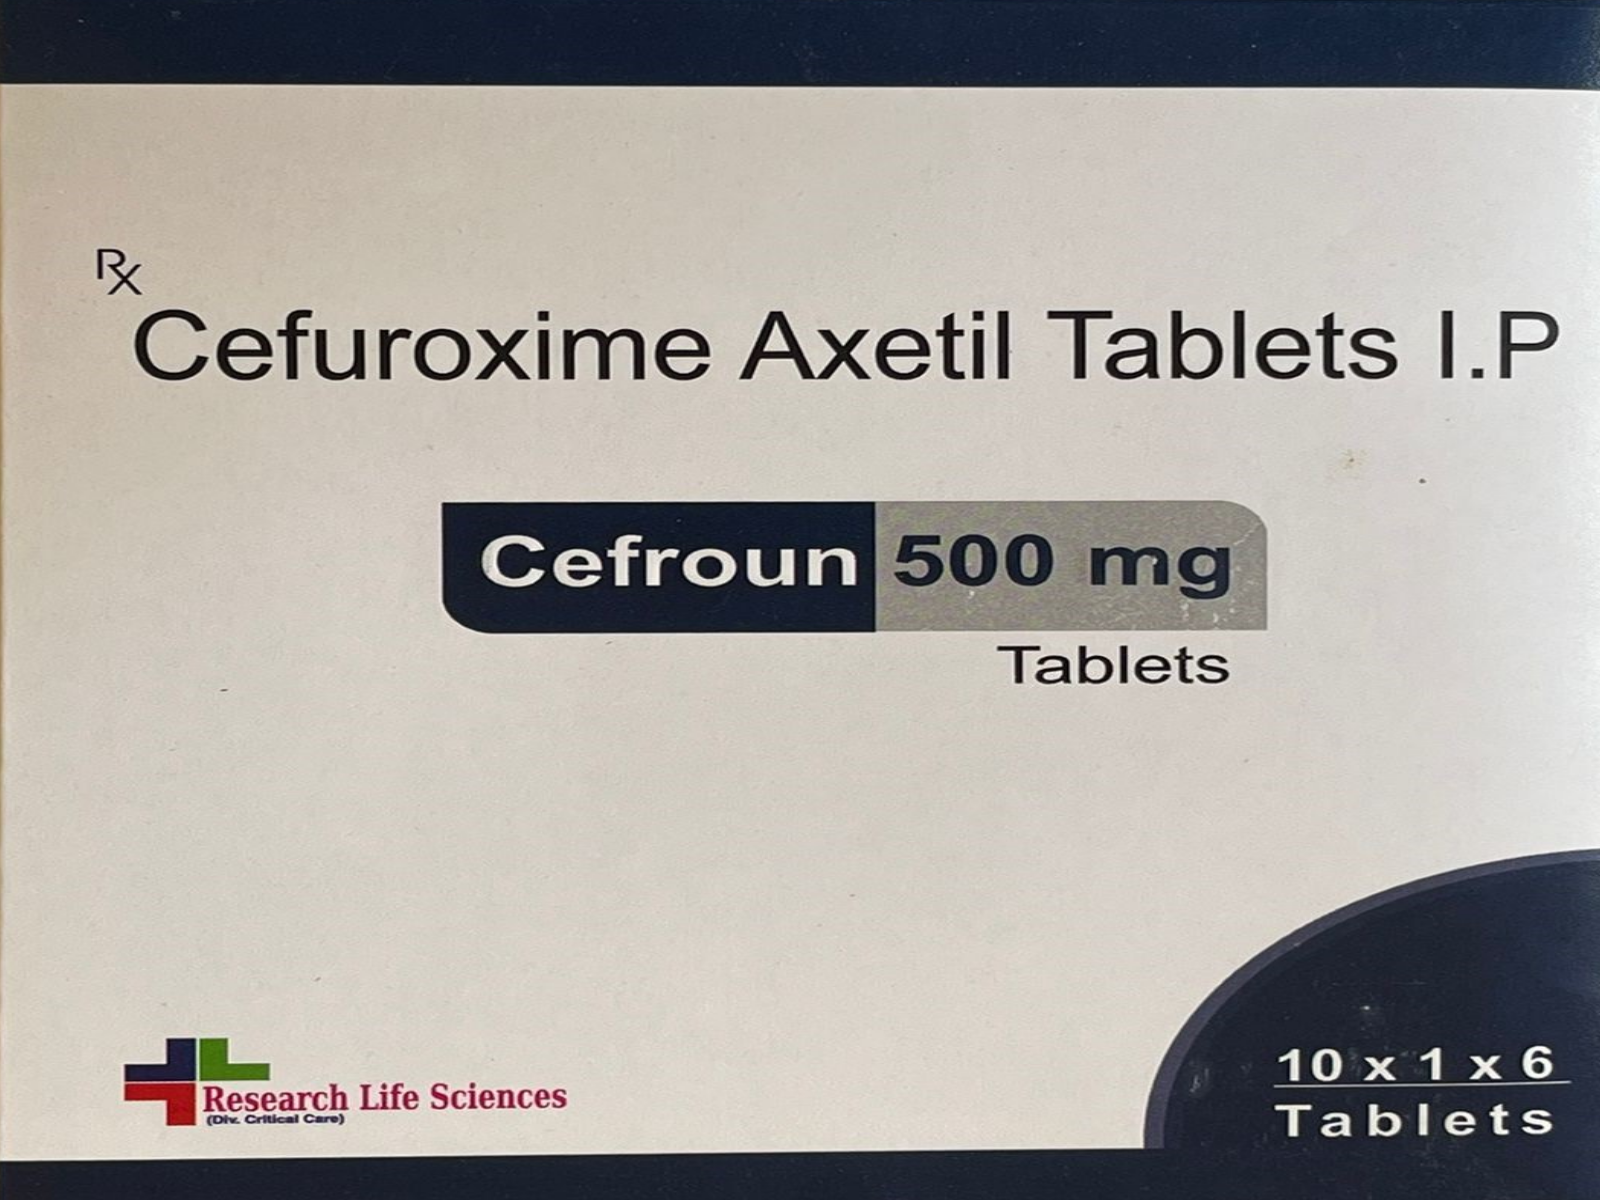 Rx
Cefuroxime Axetil Tablets I.P
Cefroun 500 mg
Tablets
Research Life Sciences
(Div. Critical Care)
10 x 1 x 6
Tablets